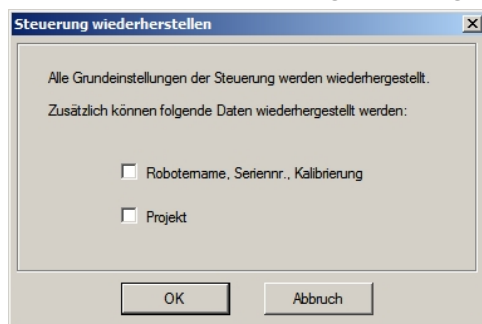 Steuerung wiederherstellen
Alle Grundeinstellungen der Steuerung werden wiederhergestellt.
Zusätzlich können folgende Daten wiederhergestellt werden:
Robotername, Seriennr., Kalibrierung
Projekt
OK Abbruch